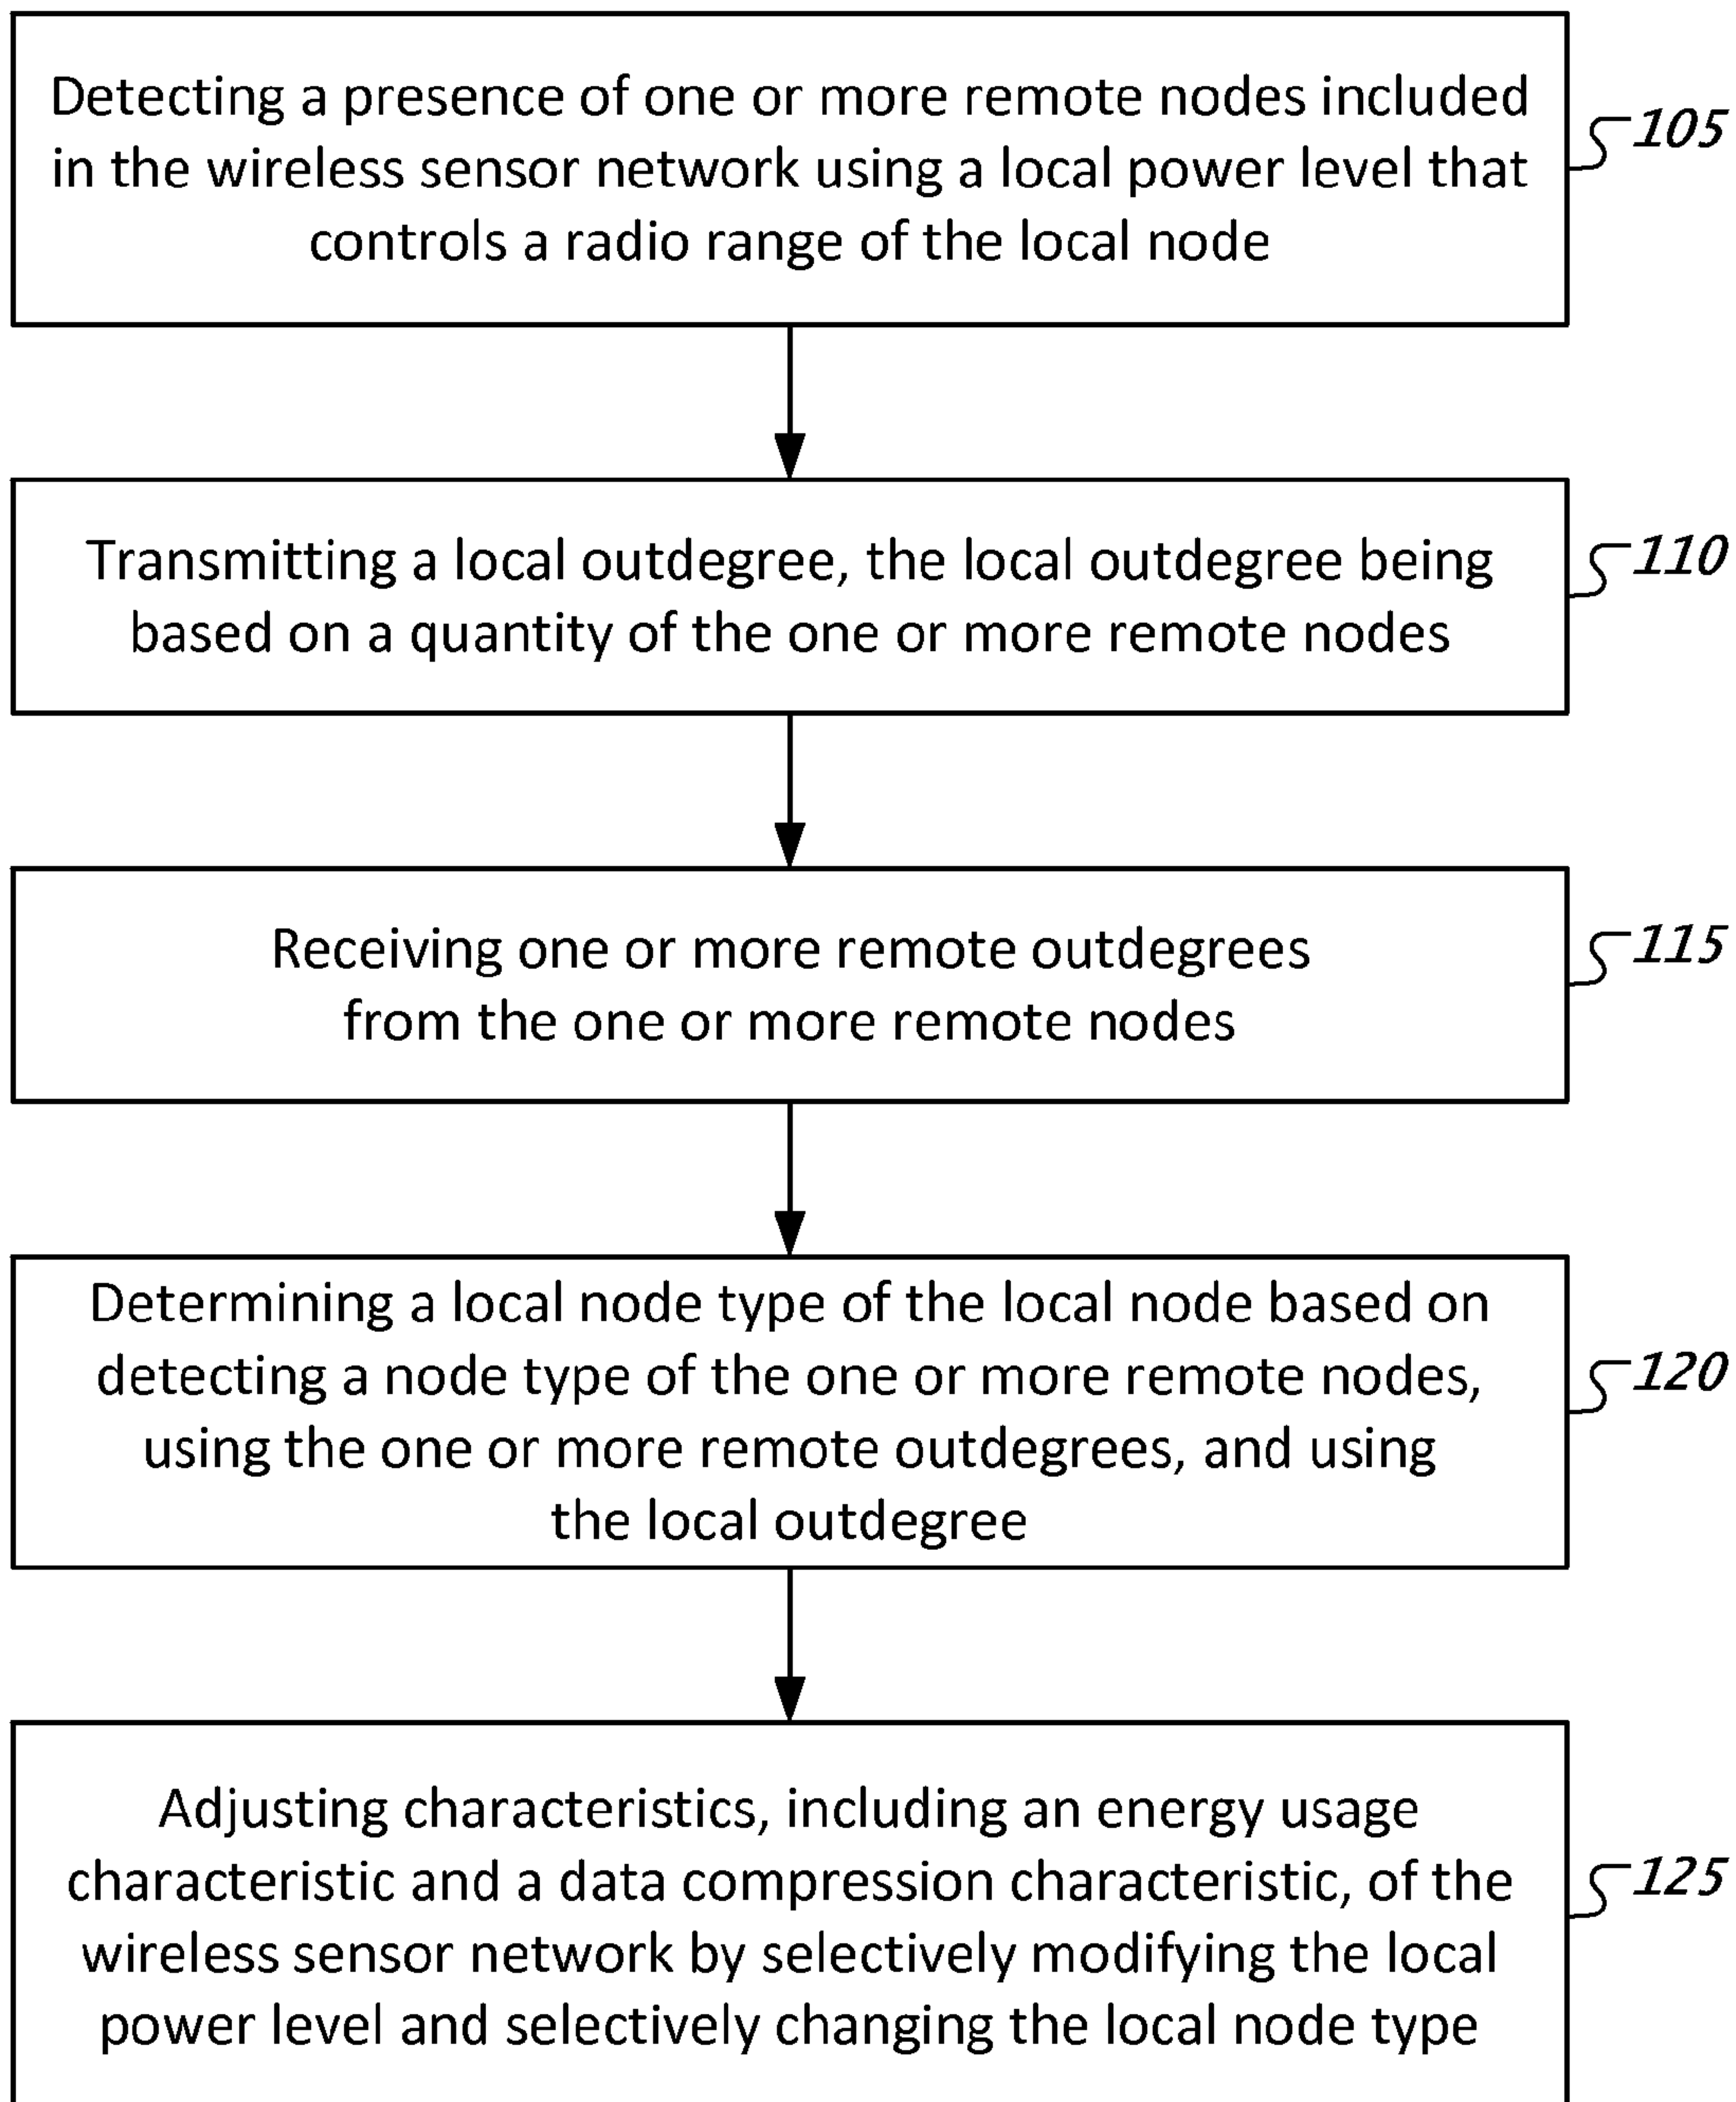 Detecting a presence of one or more remote nodes included
in the wireless sensor network using a local power level that
controls a radio range of the local node
105
Transmitting a local outdegree, the local outdegree being
based on a quantity of the one or more remote nodes
110
Receiving one or more remote outdegrees
from the one or more remote nodes
115
Determining a local node type of the local node based on
detecting a node type of the one or more remote nodes,
using the one or more remote outdegrees, and using
the local outdegree
120
Adjusting characteristics, including an energy usage
characteristic and a data compression characteristic, of the
wireless sensor network by selectively modifying the local
power level and selectively changing the local node type
125